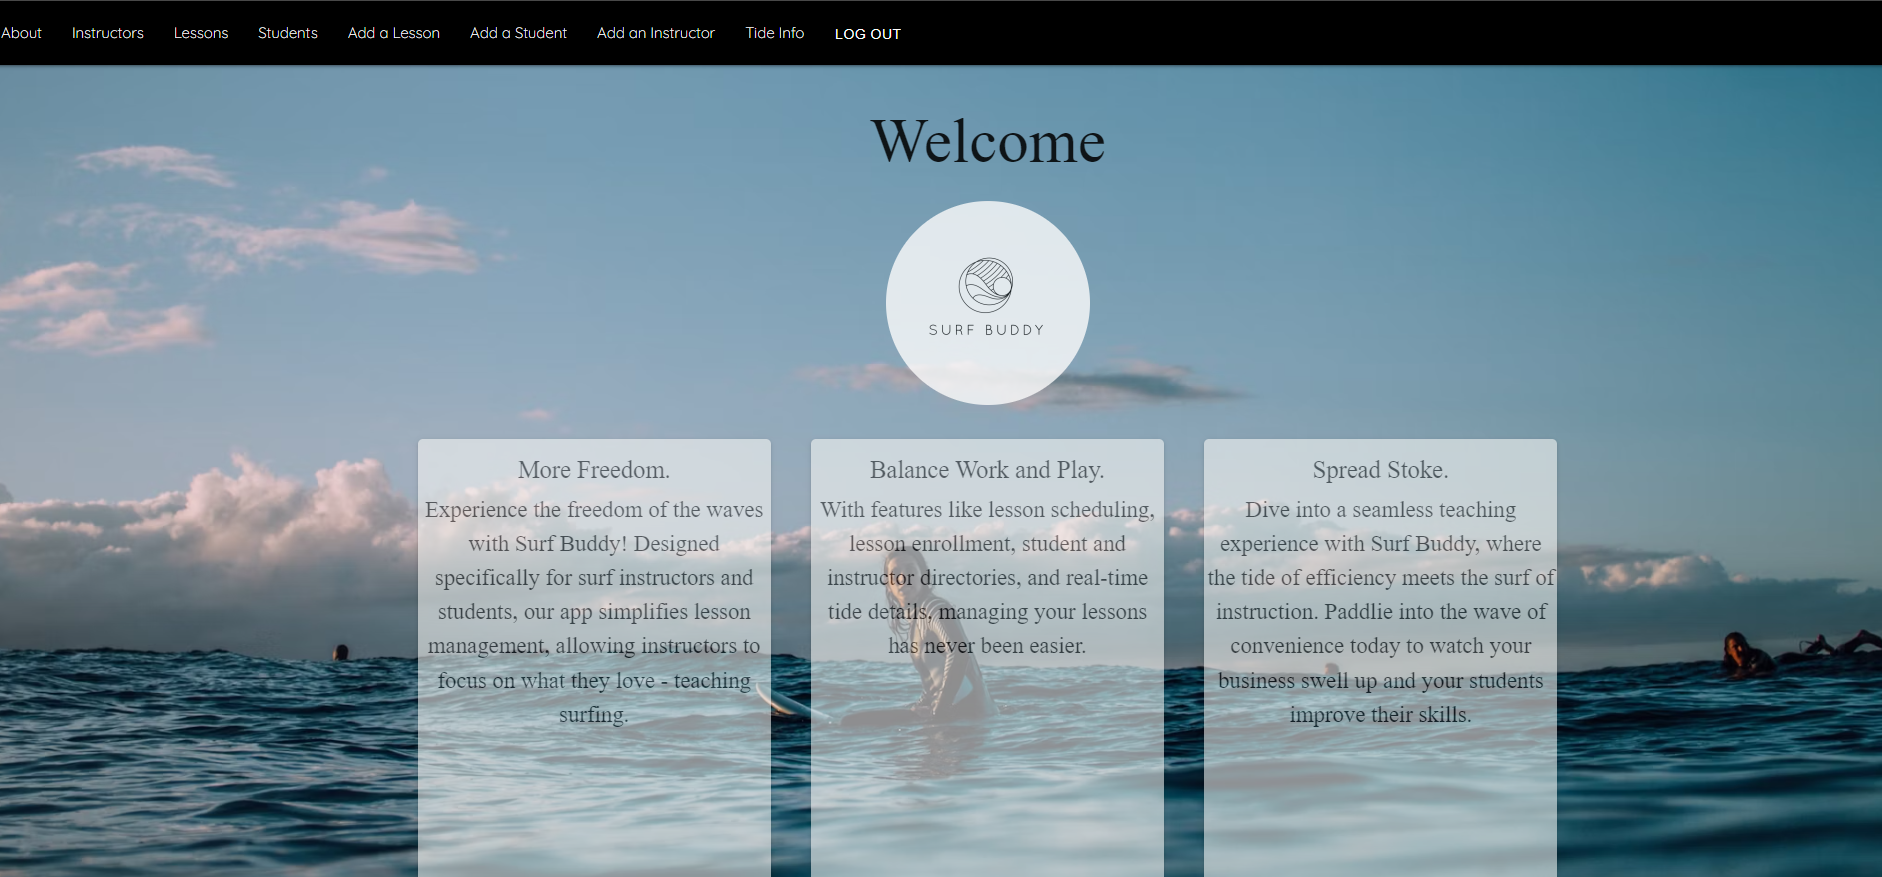 About Instructors Lessons Students Add a Lesson Add a Student Add an Instructor Tide Info LOG OUT
Welcome
SURF BUDDY
More Freedom.
Experience the freedom of the waves
with Surf Buddy! Designed
specifically for surf instructors and
students, our app simplifies lesson
management, allowing instructors to
focus on what they love - teaching
surfing.
Balance Work and Play.
With features like lesson scheduling,
lesson enrollment, student and
instructor directories, and real-time
tide details, managing your lessons
has never been easier.
Spread Stoke.
Dive into a seamless teaching
experience with Surf Buddy, where
the tide of efficiency meets the surf of
instruction. Paddlie into the wave of
convenience today to watch your
business swell up and your students
improve their skills.